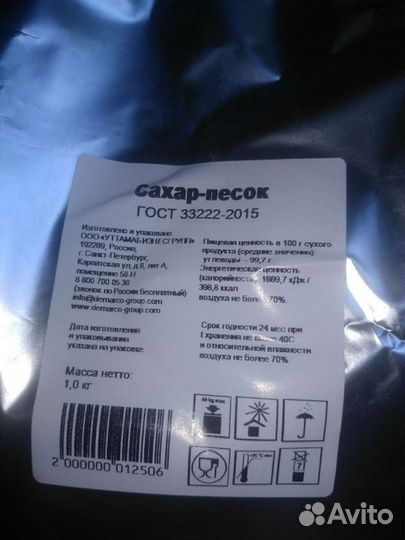 Сахар-песок
ГОСТ 33222-2015
Изготовлено и упаковано:
ООО «УТТАМАБИЗНЕСГРУПП»
192289, Россия,
г. Санкт-Петербург,
Карпатская ул, д.8, лит А,
помещение 58-Н
8 800 700 05 36
(звонок по России Бесплатный)
info@demarco-group.com
www.demarco-group.com
Дата изготовления
и упаковывания
указана на упаковке
Масса нетто:
1,0 кг
Пищевая ценность в 100 г сухого
продукта (средние значения):
углеводы – 99,7 г.
Энергетическая ценность
(калорийность): 1669,7 кДж /
398,8 ккал
воздуха не более 70%.
Срок годности 24 мес при
t хранения не выше 40С
и относительной влажности
воздуха не более 70%.
2 000000 012506
Avito